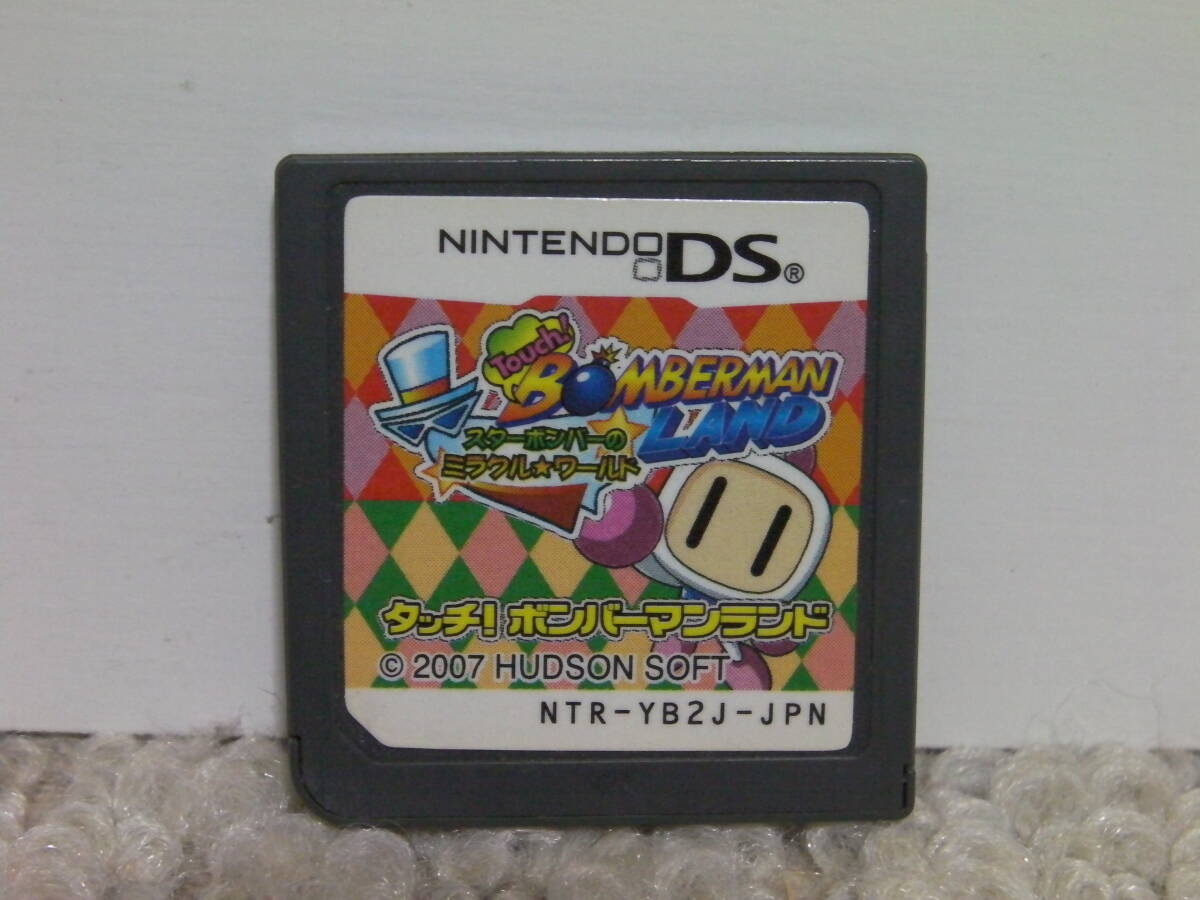 NINTENDO DS®
Touch!
BOMBERMAN
LAND
スターボンバーの
ミラクル★ワールド
タッチ! ボンバーマンランド
© 2007 HUDSON SOFT
NTR-YB2J-JPN